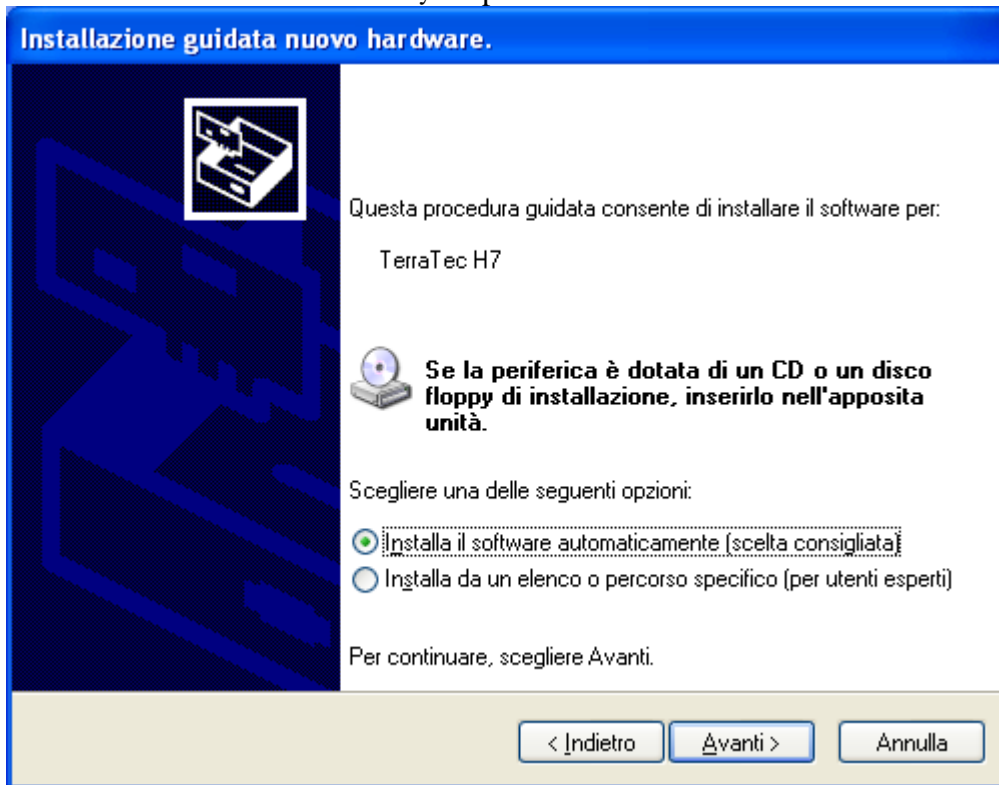 Installazione guidata nuovo hardware.
Questa procedura guidata consente di installare il software per:
TerraTec H7
Se la periferica è dotata di un CD o un disco
floppy di installazione, inserirlo nell'apposita
unità.
Scegliere una delle seguenti opzioni:
Installa il software automaticamente (scelta consigliata)
Installa da un elenco o percorso specifico (per utenti esperti)
Per continuare, scegliere Avanti.
< Indietro
Avanti >
Annulla